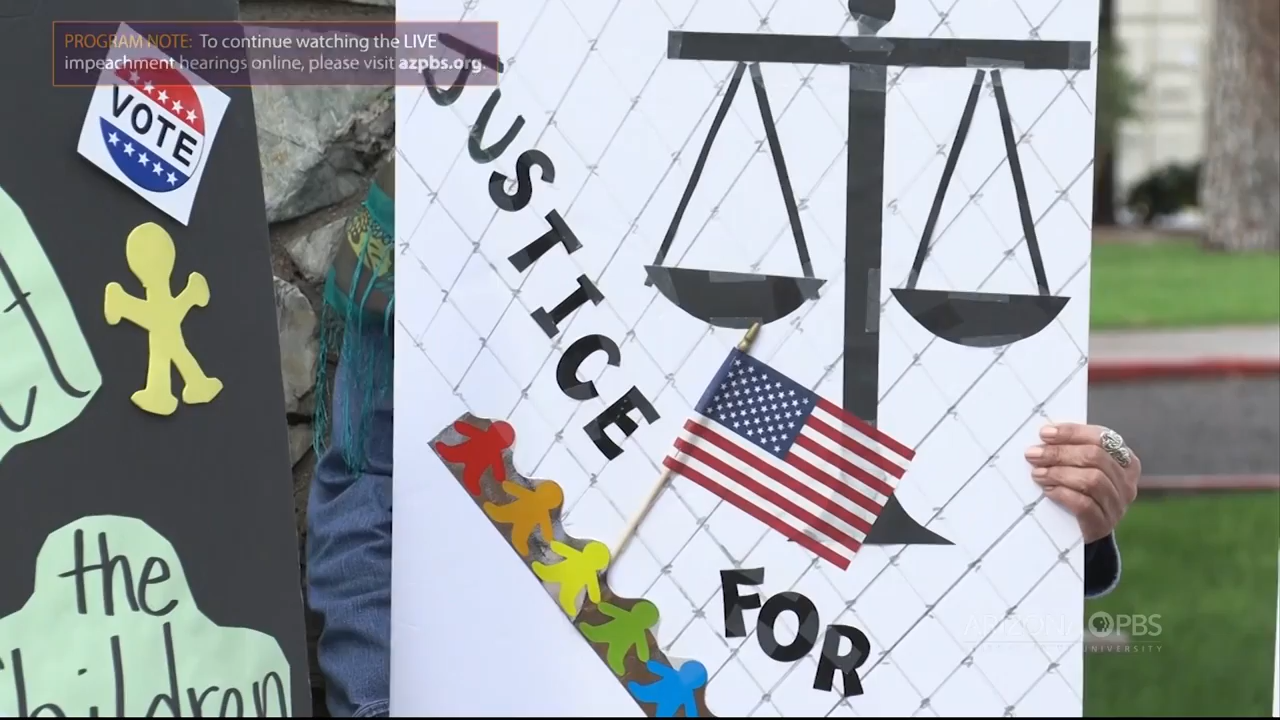 PROGRAM NOTE: To continue watching the LIVE
impeachment hearings online, please visit azpbs.org.
VOTE
JUSTICE
FOR
the
Children
ARIZONA PBS